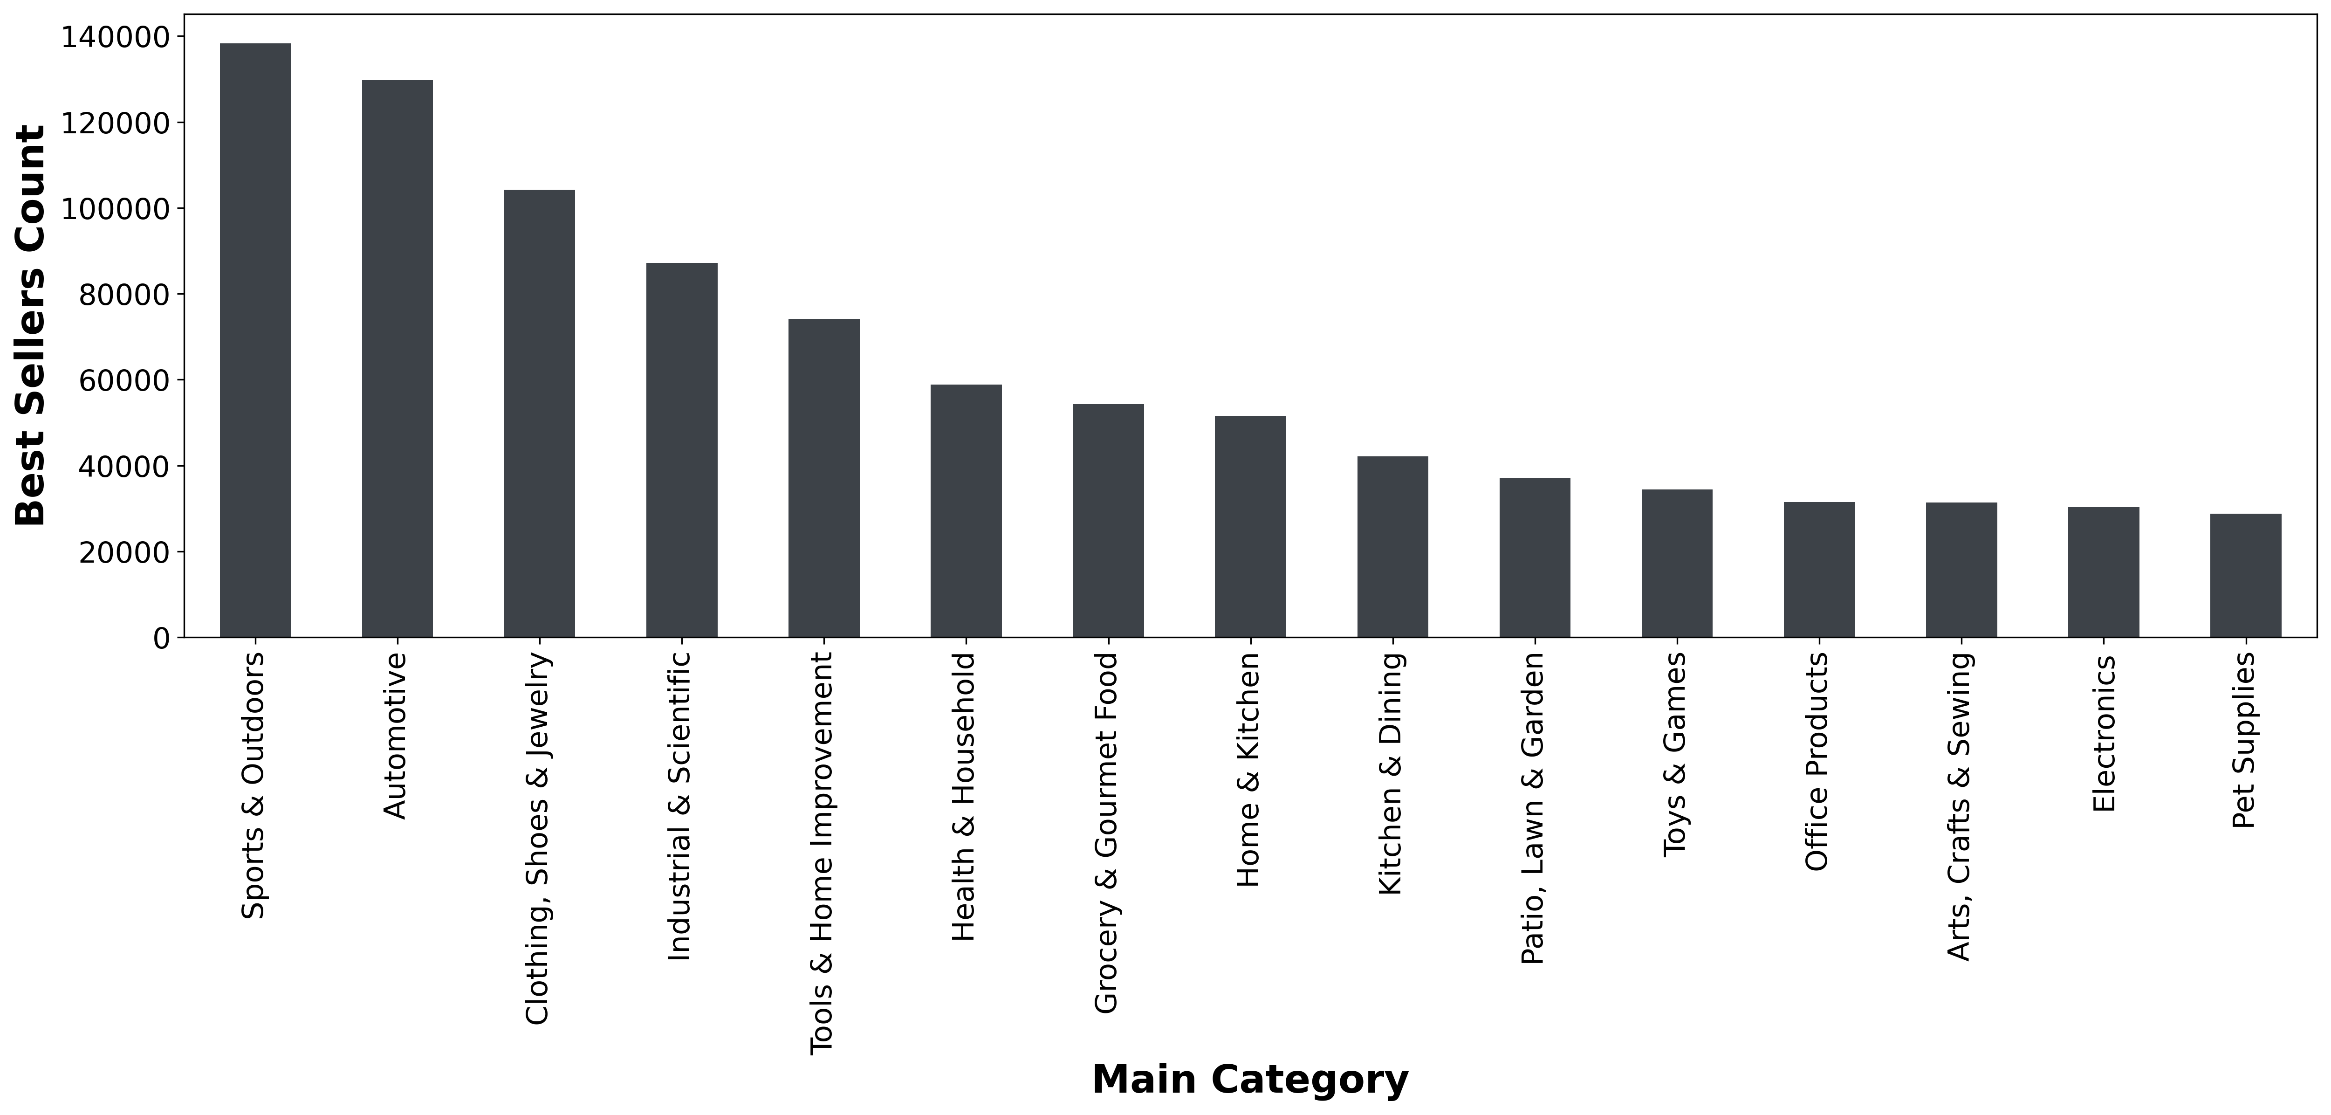 Best Sellers Count
140000
120000
100000
80000
60000
40000
20000
0
Sports & Outdoors
Automotive
Clothing, Shoes & Jewelry
Industrial & Scientific
Tools & Home Improvement
Health & Household
Grocery & Gourmet Food
Home & Kitchen
Kitchen & Dining
Patio, Lawn & Garden
Toys & Games
Office Products
Arts, Crafts & Sewing
Electronics
Pet Supplies
Main Category